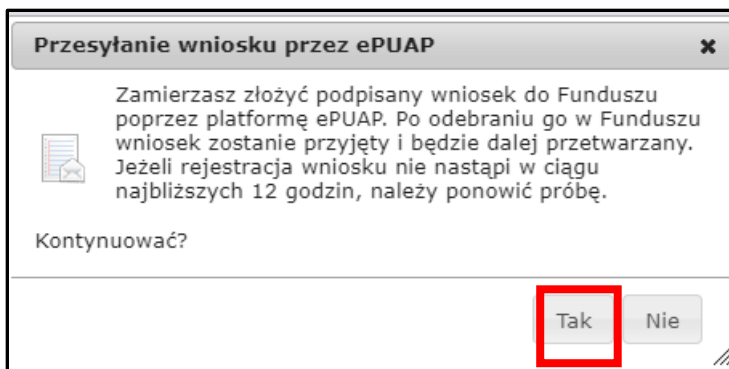 Przesyłanie wniosku przez ePUAP
Zamierzasz złożyć podpisany wniosek do Funduszu
poprzez platformę ePUAP. Po odebraniu go w Funduszu
wniosek zostanie przyjęty i będzie dalej przetwarzany.
Jeżeli rejestracja wniosku nie nastąpi w ciągu
najbliższych 12 godzin, należy ponowić próbę.
Kontynuować?
Tak Nie